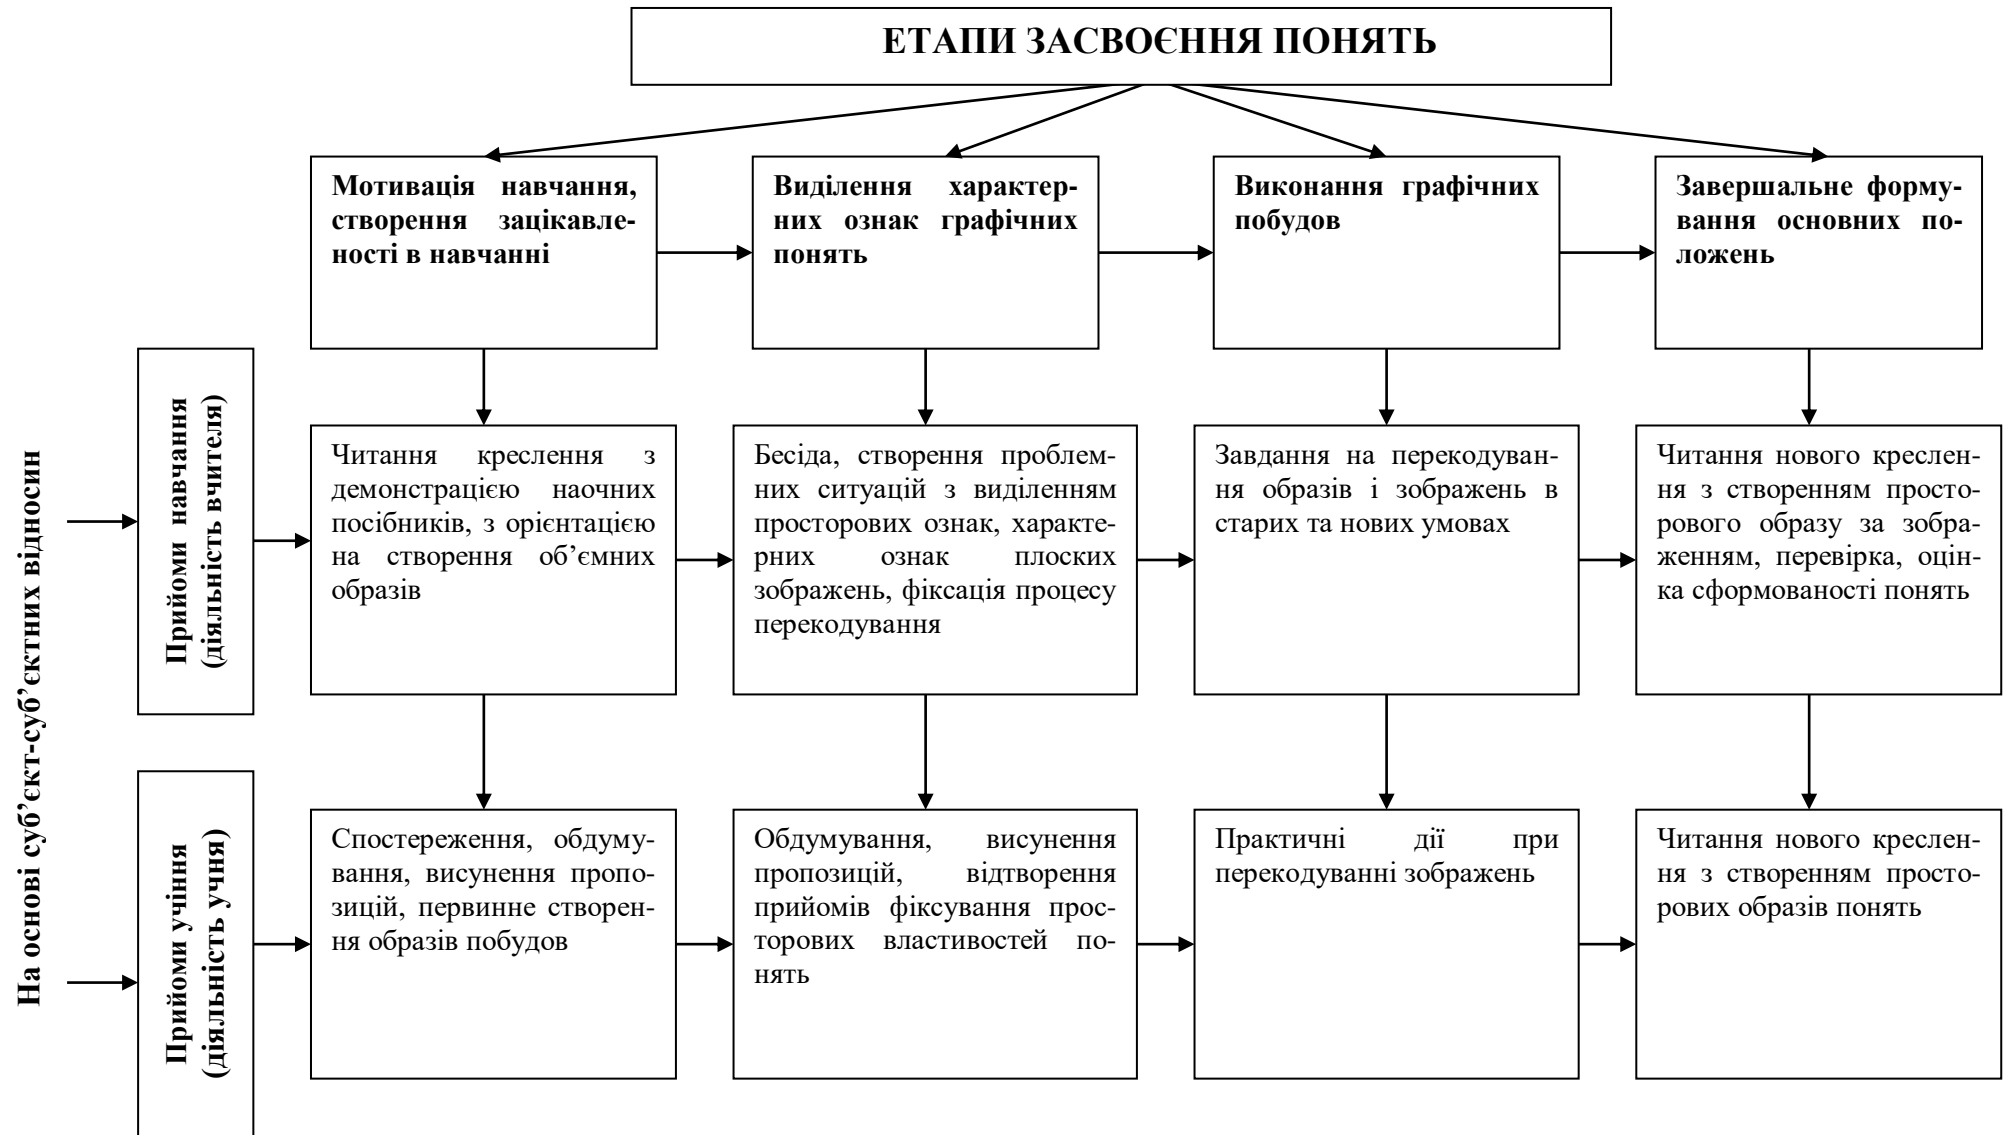 ЕТАПИ ЗАСВОЄННЯ ПОНЯТЬ
Мотивація навчання,
створення зацікавле-
ності в навчанні
Виділення характер-
них ознак графічних
понять
Виконання графічних
побудов
Завершальне форму-
вання основних по-
ложень
На основі суб’єкт-суб’єктних відносин
Прийоми навчання
(діяльність вчителя)
Читання креслення з
демонстрацією наочних
посібників, з орієнтацією
на створення об’ємних
образів
Бесіда, створення проблем-
них ситуацій з виділенням
просторових ознак, характе-
рних ознак плоских
зображень, фіксація процесу
перекодування
Завдання на перекодуван-
ня образів і зображень в
старих та нових умовах
Читання нового креслен-
ня з створенням просто-
рового образу за зобра-
женням, перевірка, оцін-
ка сформованості понять
Прийоми учіння
(діяльність учня)
Спостереження, обдуму-
вання, висунення пропо-
зицій, первинне створен-
ня образів побудов
Обдумування, висунення
пропозицій, відтворення
прийомів фіксування прос-
торових властивостей по-
нять
Практичні дії при
перекодуванні зображень
Читання нового креслен-
ня з створенням просто-
рових образів понять